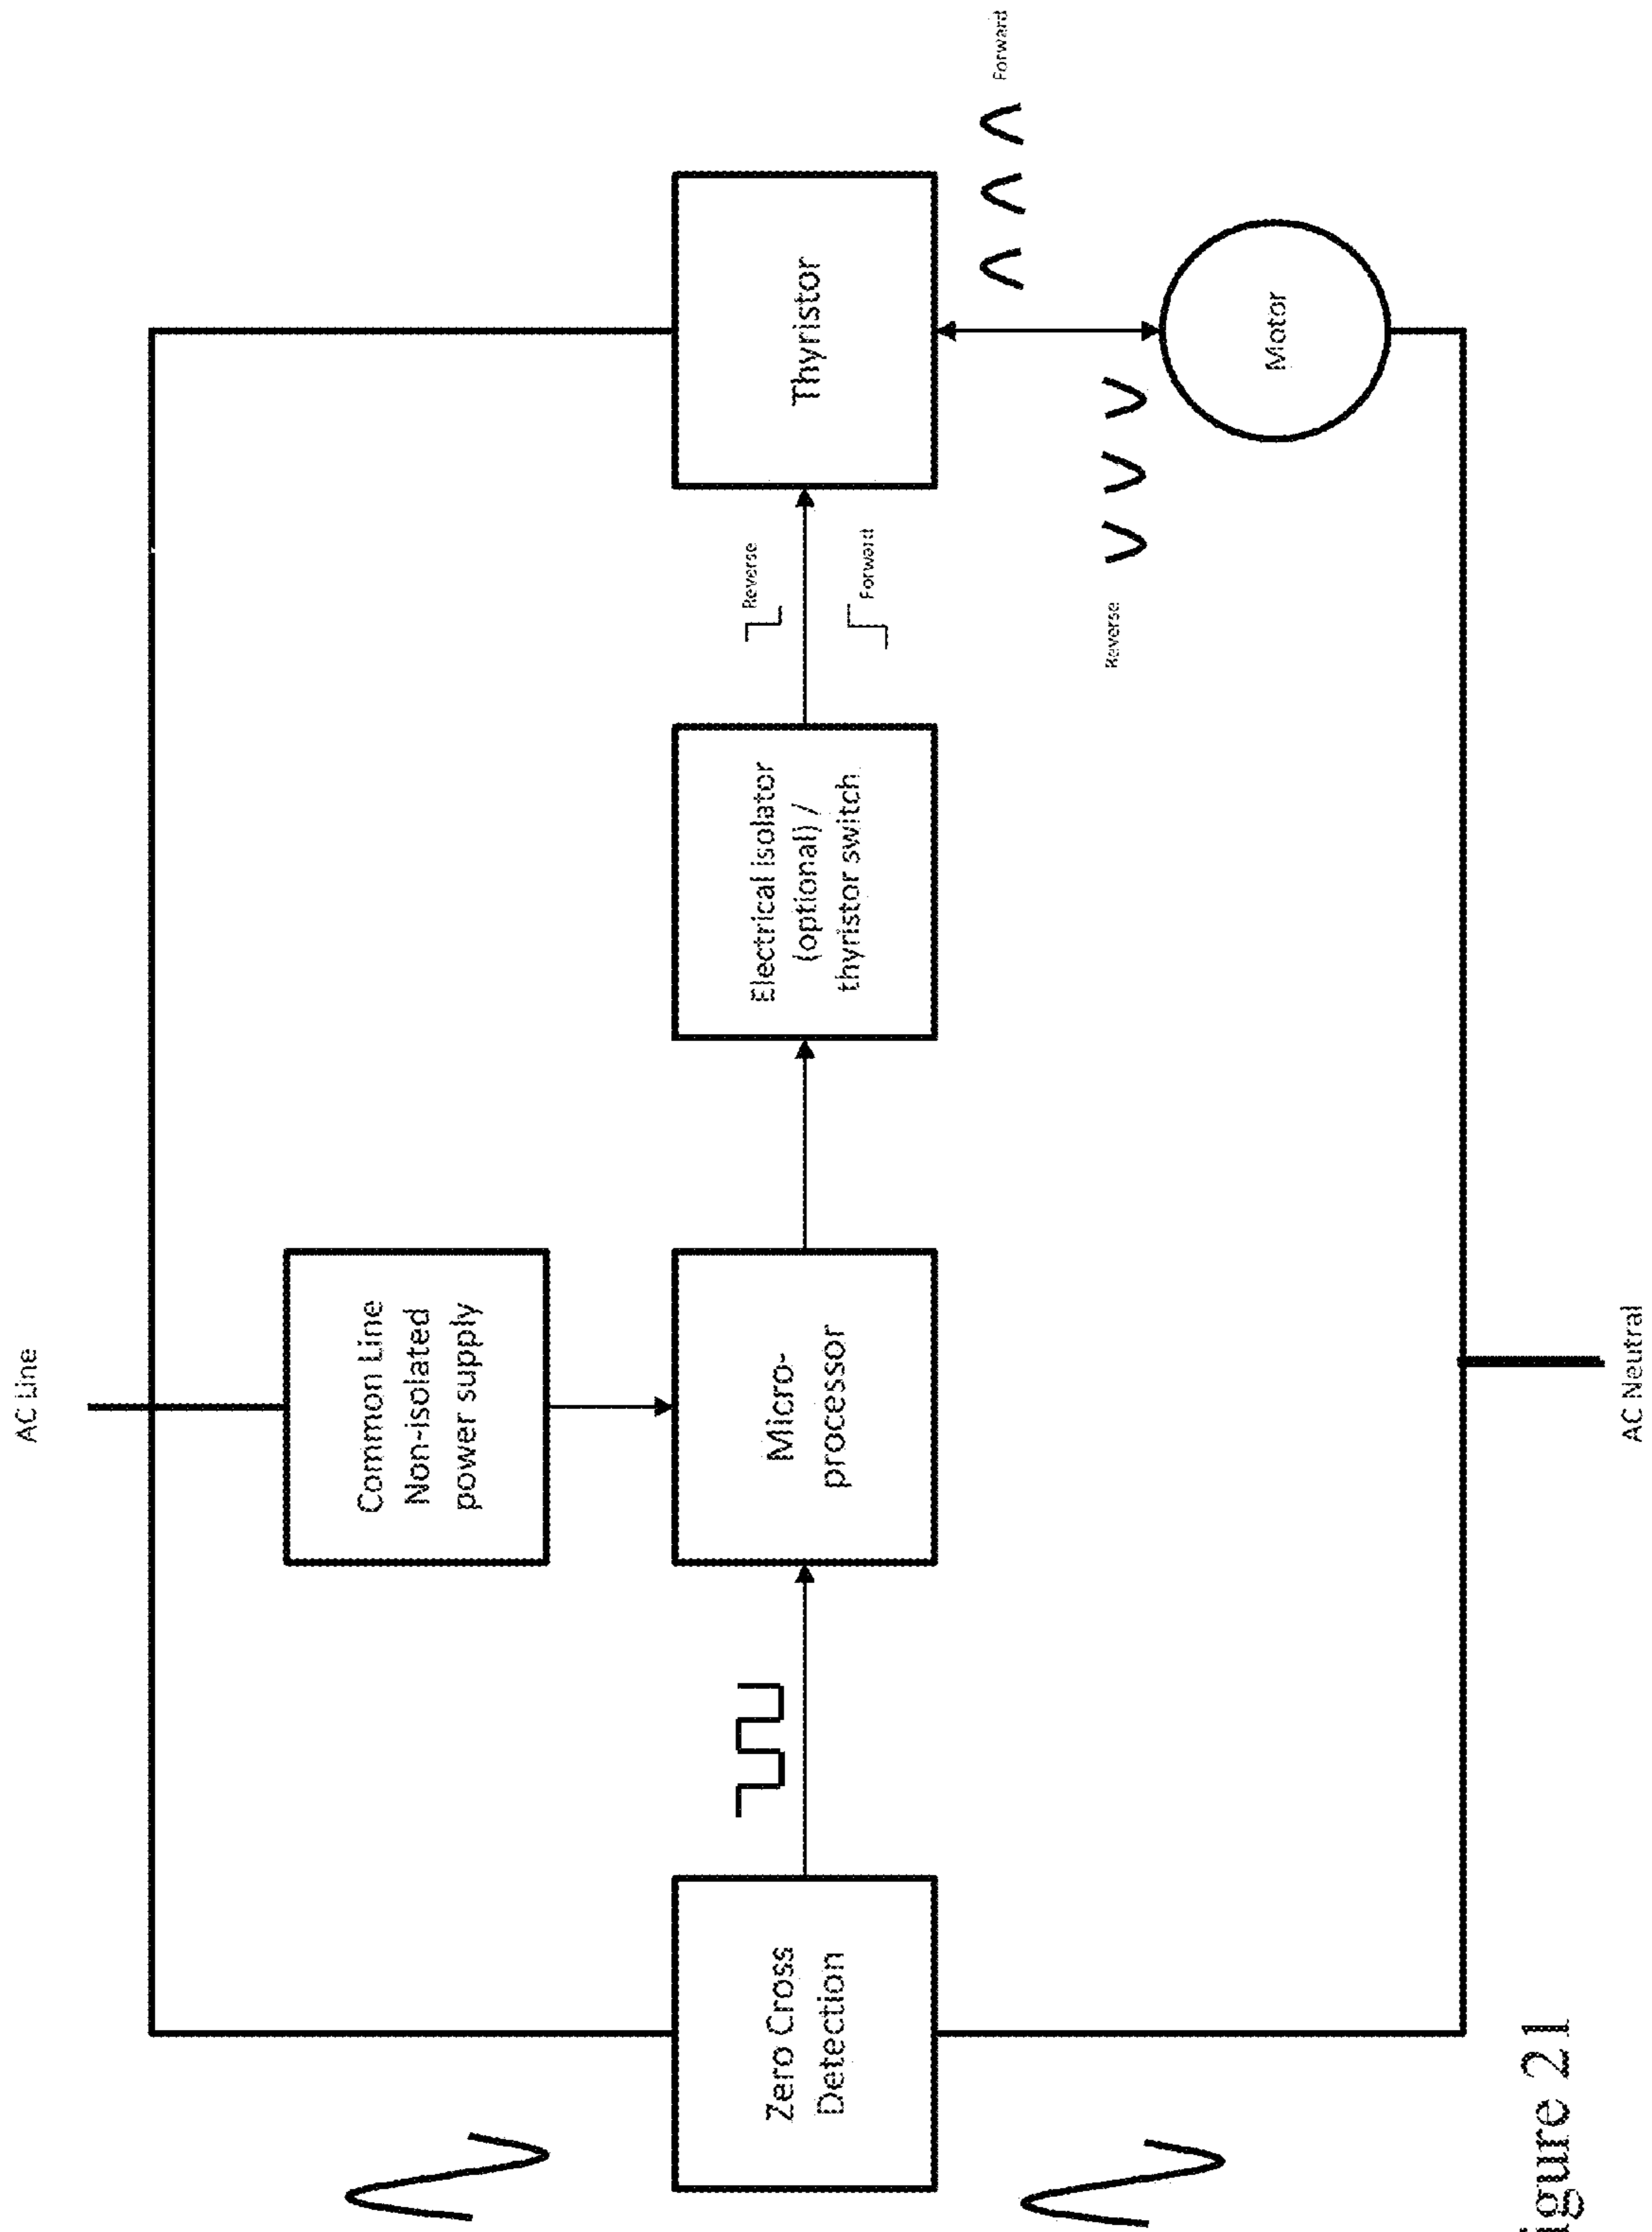 AC Line
Common Line
Non-isolated
power supply
Zero Cross
Detection
Micro-
processor
Electrical isolator
(optional) /
thyristor switch
Reverse
Forward
Thyristor
Forward
Reverse
Motor
AC Neutral
igure 21